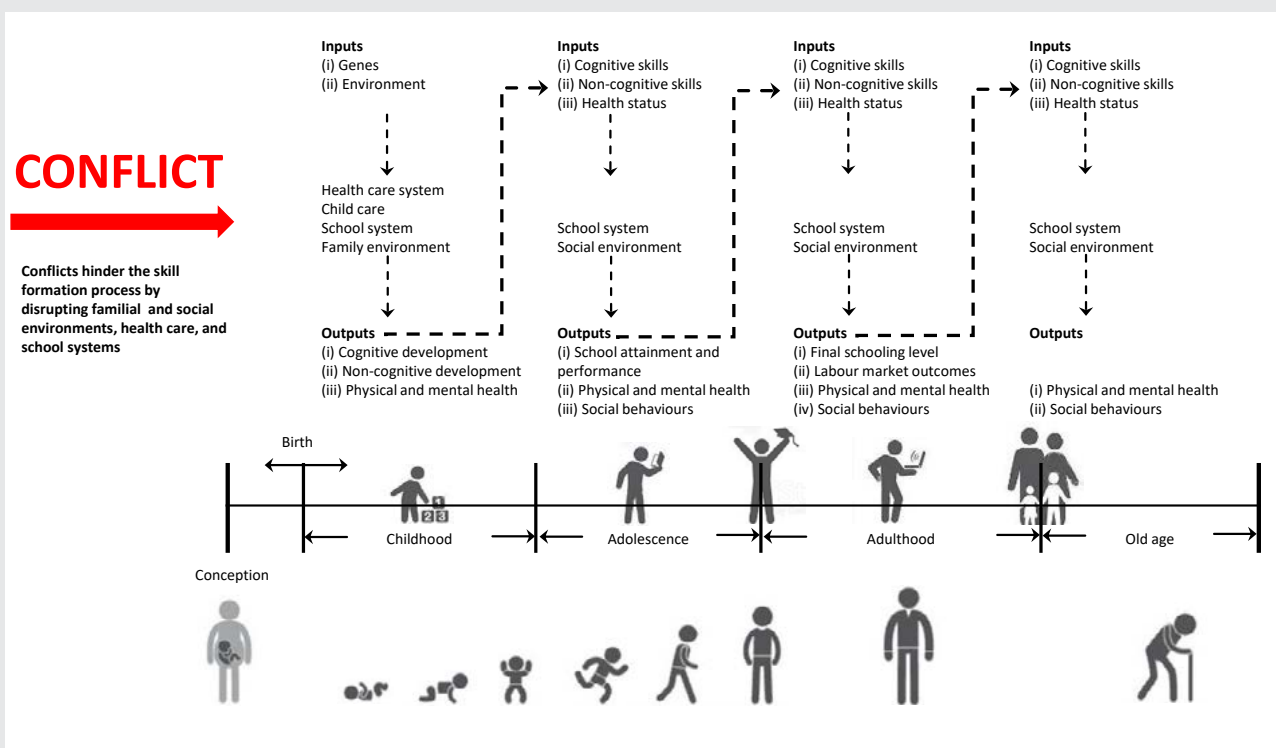 CONFLICT
Conflicts hinder the skill
formation process by
disrupting familial and social
environments, health care, and
school systems
Inputs
(i) Genes
(ii) Environment
Health care system
Child care
School system
Family environment
Outputs
(i) Cognitive development
(ii) Non-cognitive development
(iii) Physical and mental health
Inputs
(i) Cognitive skills
(ii) Non-cognitive skills
(iii) Health status
School system
Social environment
Outputs
(i) School attainment and
performance
(ii) Physical and mental health
(iii) Social behaviours
Inputs
(i) Cognitive skills
(ii) Non-cognitive skills
(iii) Health status
School system
Social environment
Outputs
(i) Final schooling level
(ii) Labour market outcomes
(iii) Physical and mental health
(iv) Social behaviours
Inputs
(i) Cognitive skills
(ii) Non-cognitive skills
(iii) Health status
School system
Social environment
Outputs
(i) Physical and mental health
(ii) Social behaviours
Birth
1
2 3
Childhood
Adolescence
Adulthood
Old age
Conception